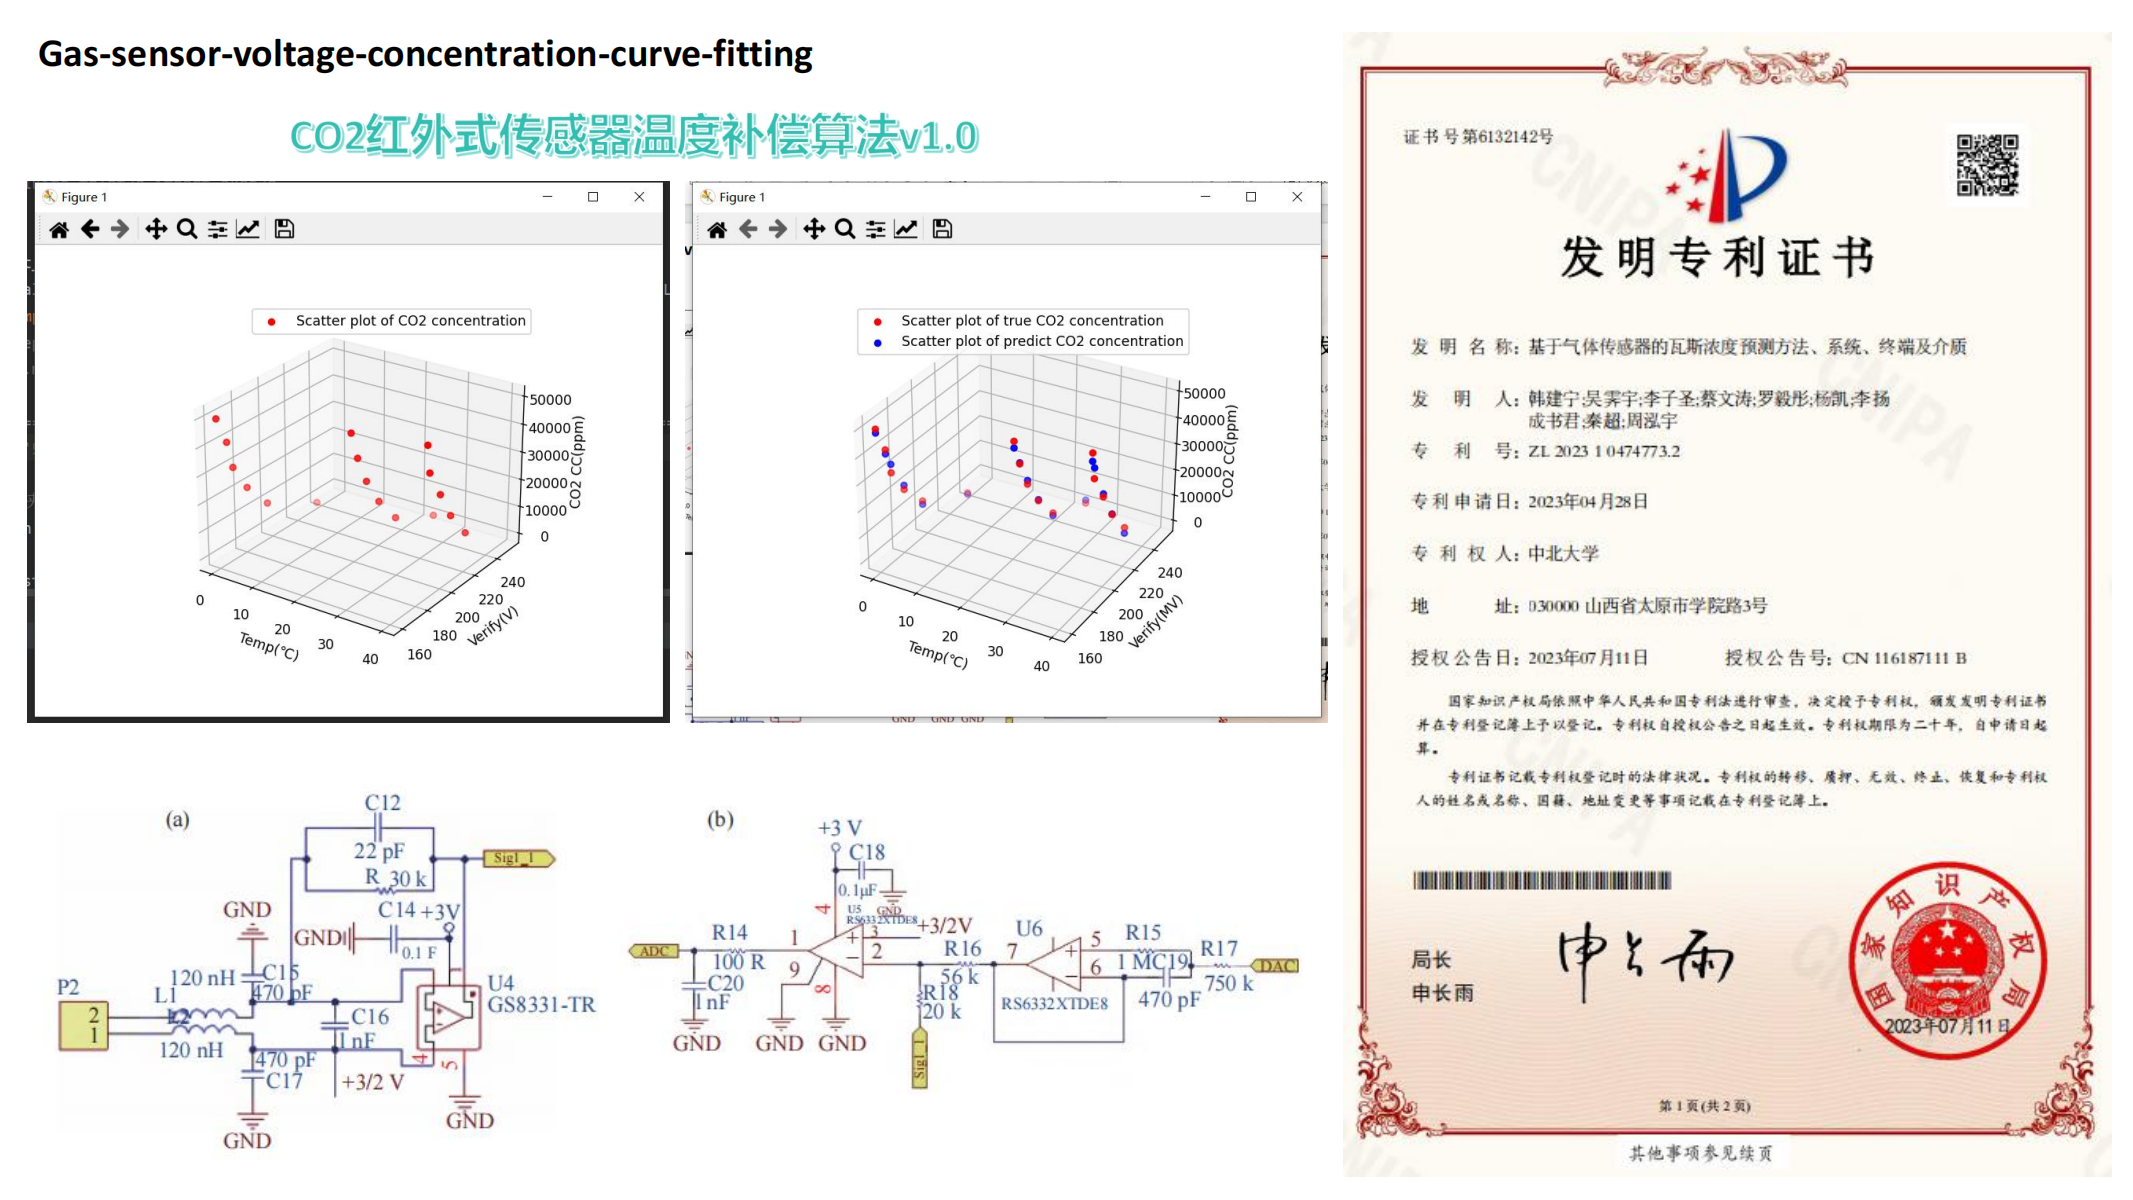 Gas-sensor-voltage-concentration-curve-fitting
CO2红外式传感器温度补偿算法v1.0
Figure 1
Scatter plot of CO2 concentration
50000
40000
30000
20000
10000
0
CO2 CC(ppm)
0
10
20
30
40
Temp(℃)
160
180
200
220
240
Verify(V)
Figure 1
Scatter plot of true CO2 concentration
Scatter plot of predict CO2 concentration
50000
40000
30000
20000
10000
0
CO2 CC(ppm)
0
10
20
30
40
Temp(℃)
160
180
200
220
240
Verify(MV)
(a)
C12
22 pF
R 30 k
Sig1_1
GND
C14 +3V
GND
0.1 F
120 nH
C15
470 pF
P2
L1
L2
2
1
U4
GS8331-TR
C16
1 nF
120 nH
470 pF
C17
4
5
+3/2 V
GND
GND
(b)
+3 V
C18
0.1μF
GND
4
U5
RS6332XTDE8
+3/2V
3
2
1
9
8
ADC
R14
100 R
C20
1 nF
GND
GND
GND
R16
56 k
R18
20 k
Sig1_1
U6
7
5
6
RS6332XTDE8
R15
1 M
C19
470 pF
R17
750 k
DAC
证书号第6132142号
发明专利证书
发明名称：基于气体传感器的瓦斯浓度预测方法、系统、终端及介质
发明人：韩建宁;吴霁宇;李子圣;蔡文涛;罗毅彤;杨凯;李扬
成书君;秦超;周泓宇
专利号：ZL 2023 1 0474773.2
专利申请日：2023年04月28日
专利权人：中北大学
地址：030000 山西省太原市学院路3号
授权公告日：2023年07月11日
授权公告号：CN 116187111 B
国家知识产权局依照中华人民共和国专利法进行审查，决定授予专利权，颁发发明专利证书
并在专利登记簿上予以登记。专利权自授权公告之日起生效。专利权期限为二十年，自申请日起
算。
专利证书记载专利权登记时的法律状况。专利权的转移、质押、无效、终止、恢复和专利权
人的姓名或名称、国籍、地址变更等事项记载在专利登记簿上。
局长
申长雨
申长雨
国家知识产权局
2023年07月11日
第1页(共2页)
其他事项参见续页
CNIPA